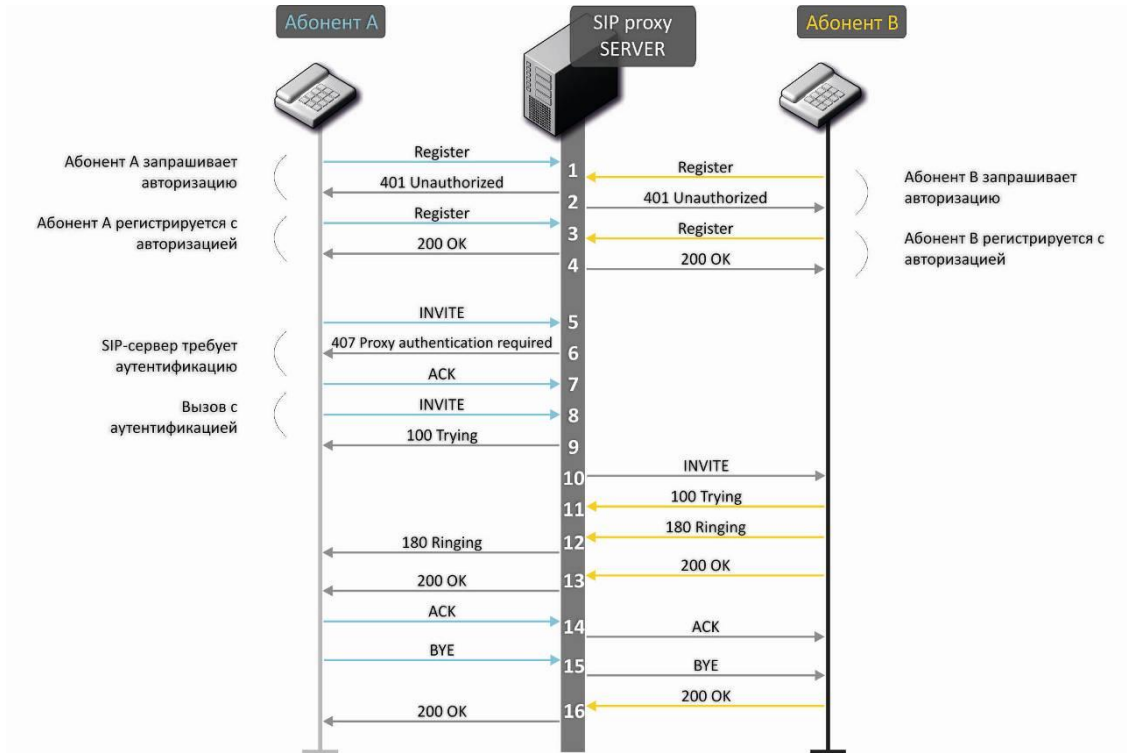 Абонент A
SIP proxy
SERVER
Абонент B
Абонент A запрашивает
авторизацию
Register
1
Register
Абонент B запрашивает
авторизацию
401 Unauthorized
2
401 Unauthorized
Абонент A регистрируется с
авторизацией
Register
3
Register
Абонент B регистрируется с
авторизацией
200 OK
4
200 OK
INVITE
5
SIP-сервер требует
аутентификацию
407 Proxy authentication required
6
ACK
7
Вызов с
аутентификацией
INVITE
8
100 Trying
9
10
INVITE
11
100 Trying
180 Ringing
12
180 Ringing
200 OK
13
200 OK
ACK
14
ACK
BYE
15
BYE
200 OK
16
200 OK